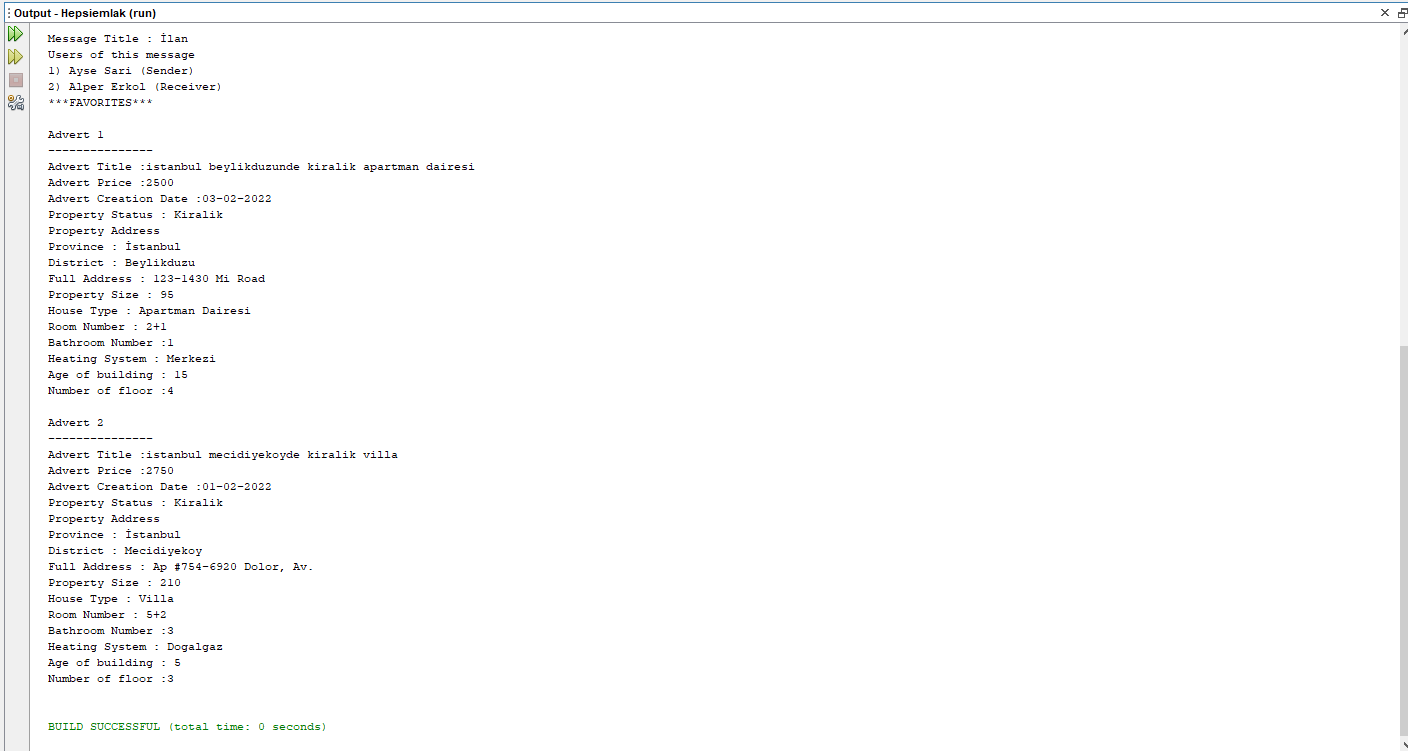 Output - Hepsiemlak (run)
Message Title : İlan
Users of this message
1) Ayse Sari (Sender)
2) Alper Erkol (Receiver)
***FAVORITES***
Advert 1
---------------
Advert Title :istanbul beylikduzunde kiralik apartman dairesi
Advert Price :2500
Advert Creation Date :03-02-2022
Property Status : Kiralik
Property Address
Province : İstanbul
District : Beylikduzu
Full Address : 123-1430 Mi Road
Property Size : 95
House Type : Apartman Dairesi
Room Number : 2+1
Bathroom Number :1
Heating System : Merkezi
Age of building : 15
Number of floor :4
Advert 2
---------------
Advert Title :istanbul mecidiyekoyde kiralik villa
Advert Price :2750
Advert Creation Date :01-02-2022
Property Status : Kiralik
Property Address
Province : İstanbul
District : Mecidiyekoy
Full Address : Ap #754-6920 Dolor, Av.
Property Size : 210
House Type : Villa
Room Number : 5+2
Bathroom Number :3
Heating System : Dogalgaz
Age of building : 5
Number of floor :3
BUILD SUCCESSFUL (total time: 0 seconds)